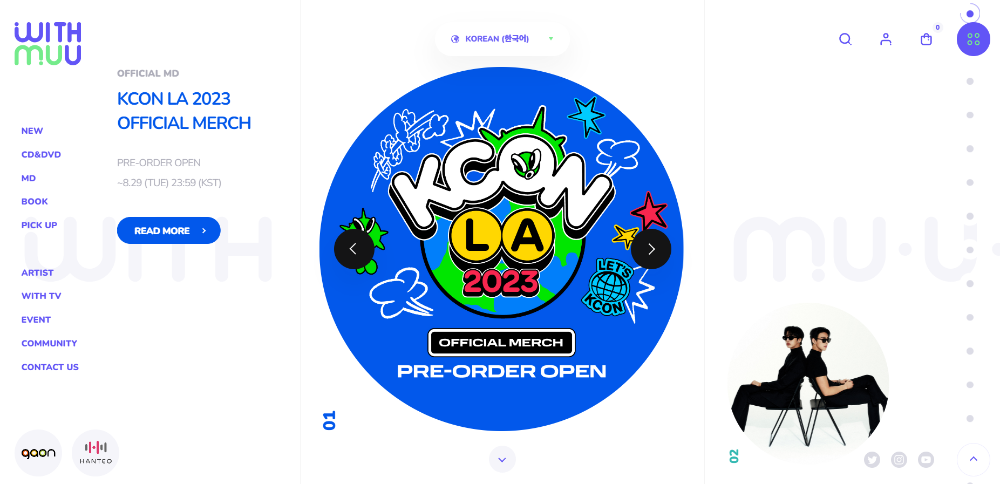 WITH
MUU
KOREAN (한국어)
0
OFFICIAL MD
KCON LA 2023
OFFICIAL MERCH
PRE-ORDER OPEN
~8.29 (TUE) 23:59 (KST)
READ MORE
NEW
CD&DVD
MD
BOOK
PICK UP
ARTIST
WITH TV
EVENT
COMMUNITY
CONTACT US
gaon
HANTEO
WITH
KCON
LA
2023
LET'S
KCON
OFFICIAL MERCH
PRE-ORDER OPEN
01
MU·U·
02